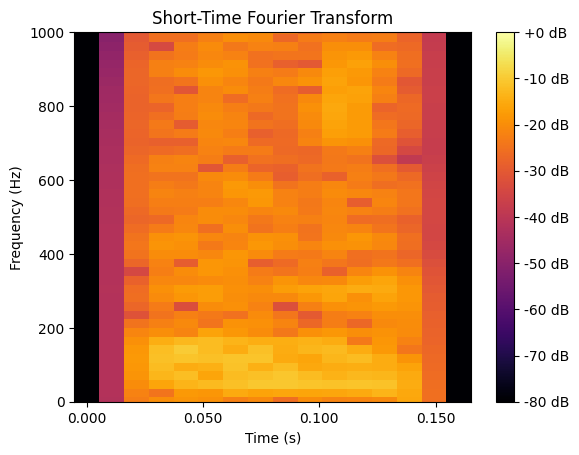 Short-Time Fourier Transform
1000
800
600
400
200
0
Frequency (Hz)
0.000
0.050
0.100
0.150
Time (s)
+0 dB
-10 dB
-20 dB
-30 dB
-40 dB
-50 dB
-60 dB
-70 dB
-80 dB